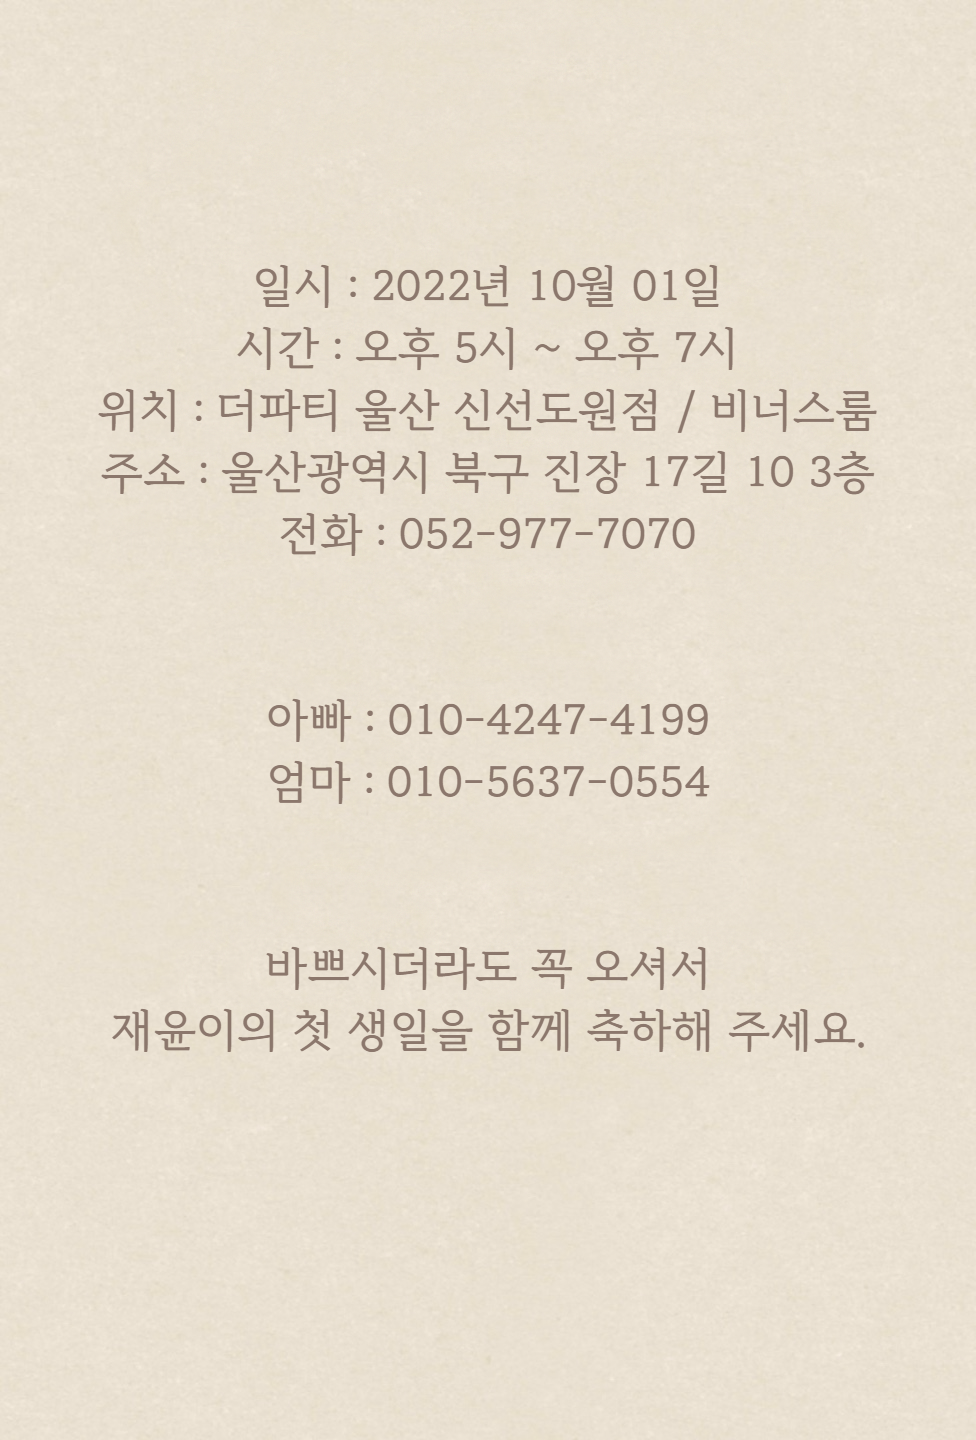 일시 : 2022년 10월 01일
시간 : 오후 5시 ~ 오후 7시
위치 : 더파티 울산 신선도원점 / 비너스룸
주소 : 울산광역시 북구 진장 17길 10 3층
전화 : 052-977-7070
아빠 : 010-4247-4199
엄마 : 010-5637-0554
바쁘시더라도 꼭 오셔서
재윤이의 첫 생일을 함께 축하해 주세요.